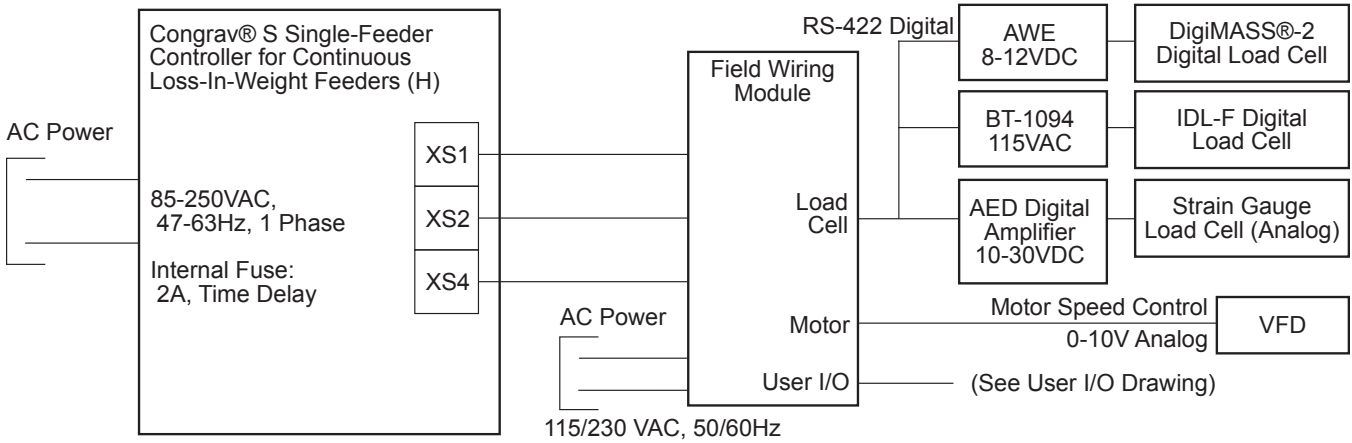 Congrav® S Single-Feeder
Controller for Continuous
Loss-In-Weight Feeders (H)
AC Power
85-250VAC,
47-63Hz, 1 Phase
Internal Fuse:
2A, Time Delay
XS1
XS2
XS4
AC Power
115/230 VAC, 50/60Hz
Field Wiring
Module
Load
Cell
Motor
User I/O
RS-422 Digital
AWE
8-12VDC
DigiMASS®-2
Digital Load Cell
BT-1094
115VAC
IDL-F Digital
Load Cell
AED Digital
Amplifier
10-30VDC
Strain Gauge
Load Cell (Analog)
Motor Speed Control
0-10V Analog
VFD
(See User I/O Drawing)